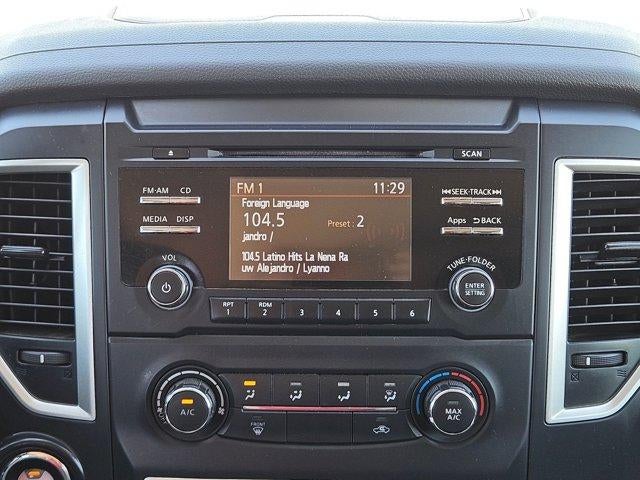 SCAN
FM·AM CD
MEDIA DISP
VOL
FM 1 11:29
Foreign Language
104.5 Preset : 2
jandro /
104.5 Latino Hits La Nena Ra
uw Alejandro / Lyanno
SEEK·TRACK
Apps BACK
TUNE·FOLDER
ENTER
SETTING
RPT
1
RDM
2
3
4
5
6
A/C
FRONT
MAX
A/C